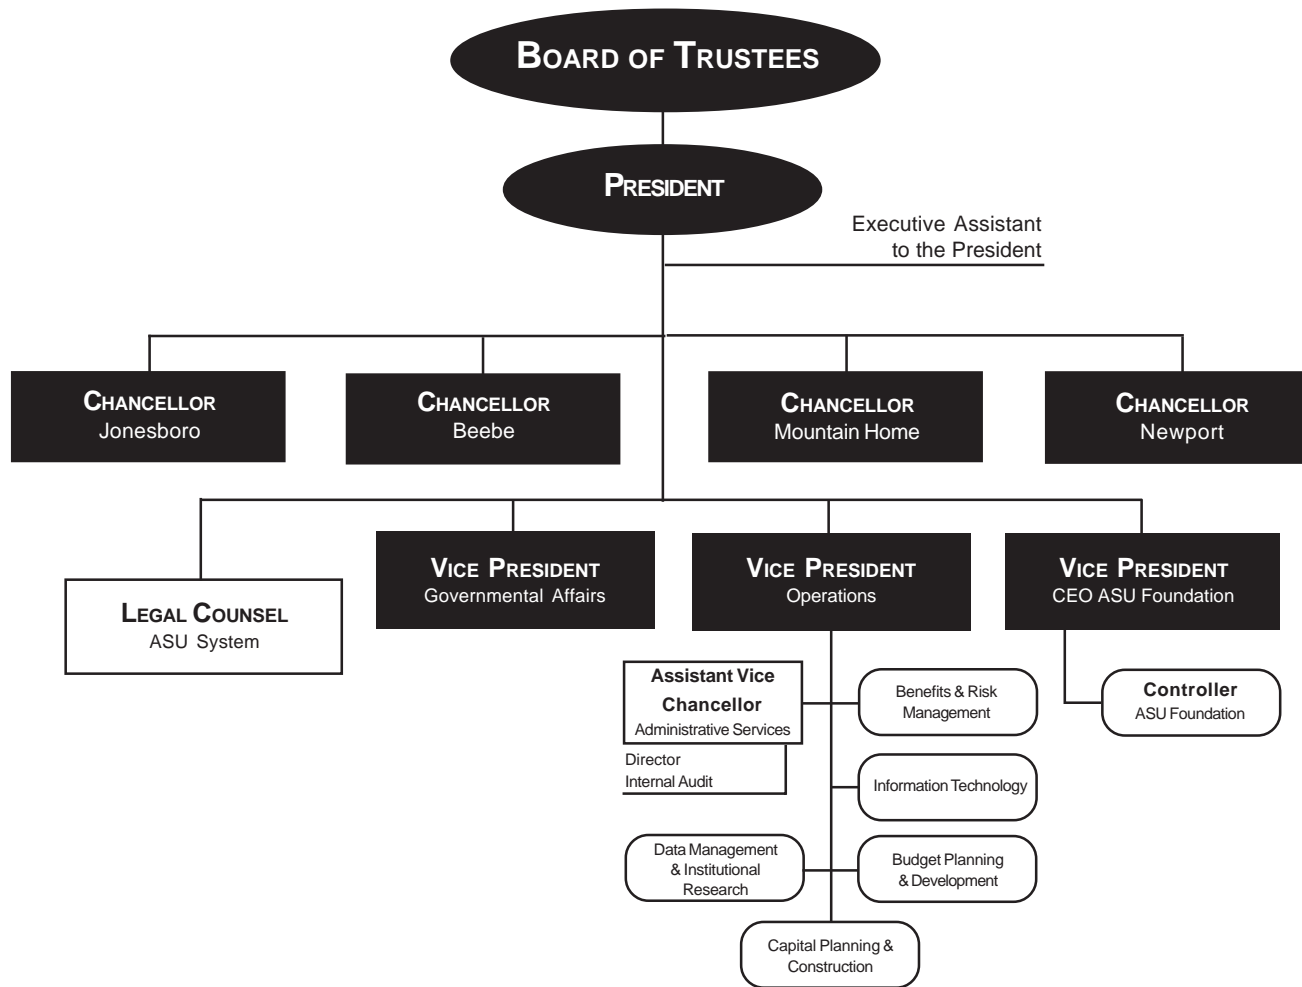 BOARD OF TRUSTEES
PRESIDENT
Executive Assistant
to the President
CHANCELLOR
Jonesboro
CHANCELLOR
Beebe
CHANCELLOR
Mountain Home
CHANCELLOR
Newport
LEGAL COUNSEL
ASU System
VICE PRESIDENT
Governmental Affairs
VICE PRESIDENT
Operations
VICE PRESIDENT
CEO ASU Foundation
Assistant Vice
Chancellor
Administrative Services
Director
Internal Audit
Benefits & Risk
Management
Controller
ASU Foundation
Information Technology
Data Management
& Institutional
Research
Budget Planning
& Development
Capital Planning &
Construction